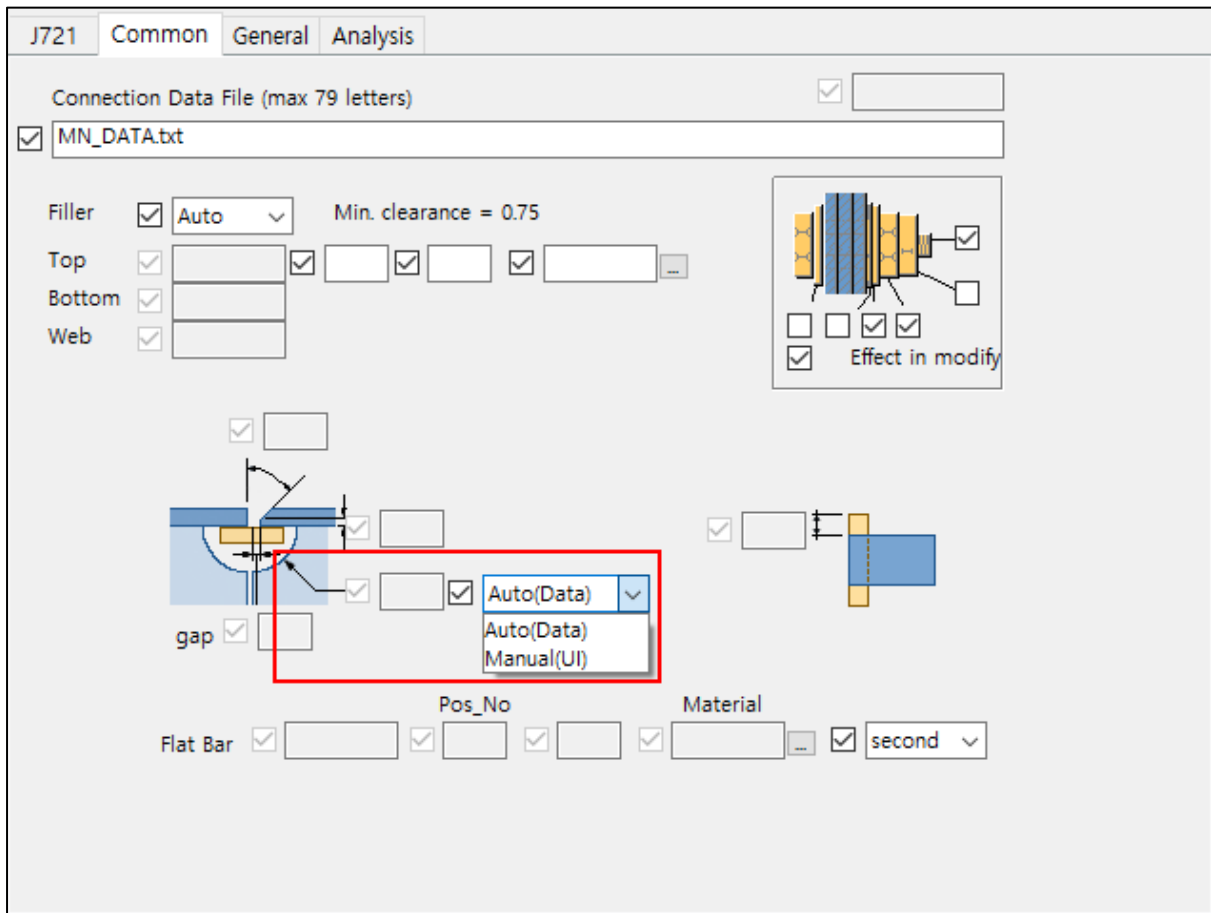 J721 Common General Analysis
Connection Data File (max 79 letters)
MN_DATA.txt
Filler Auto Min. clearance = 0.75
Top ...
Bottom
Web
Effect in modify
Auto(Data)
Auto(Data)
Manual(UI)
gap
Pos_No Material
Flat Bar ... second